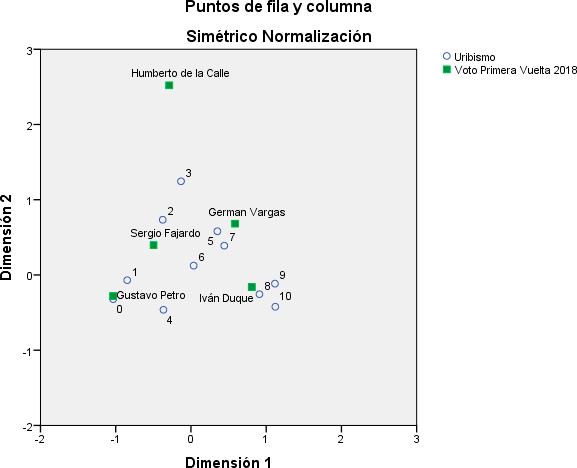 Puntos de fila y columna
Simétrico Normalización
Uribismo
Voto Primera Vuelta 2018
3
Humberto de la Calle
2
3
1
2
German Vargas
Sergio Fajardo
5
7
6
0
1
9
8
Gustavo Petro
Iván Duque
10
0
4
-1
-2
-2
-1
0
1
2
3
Dimensión 2
Dimensión 1